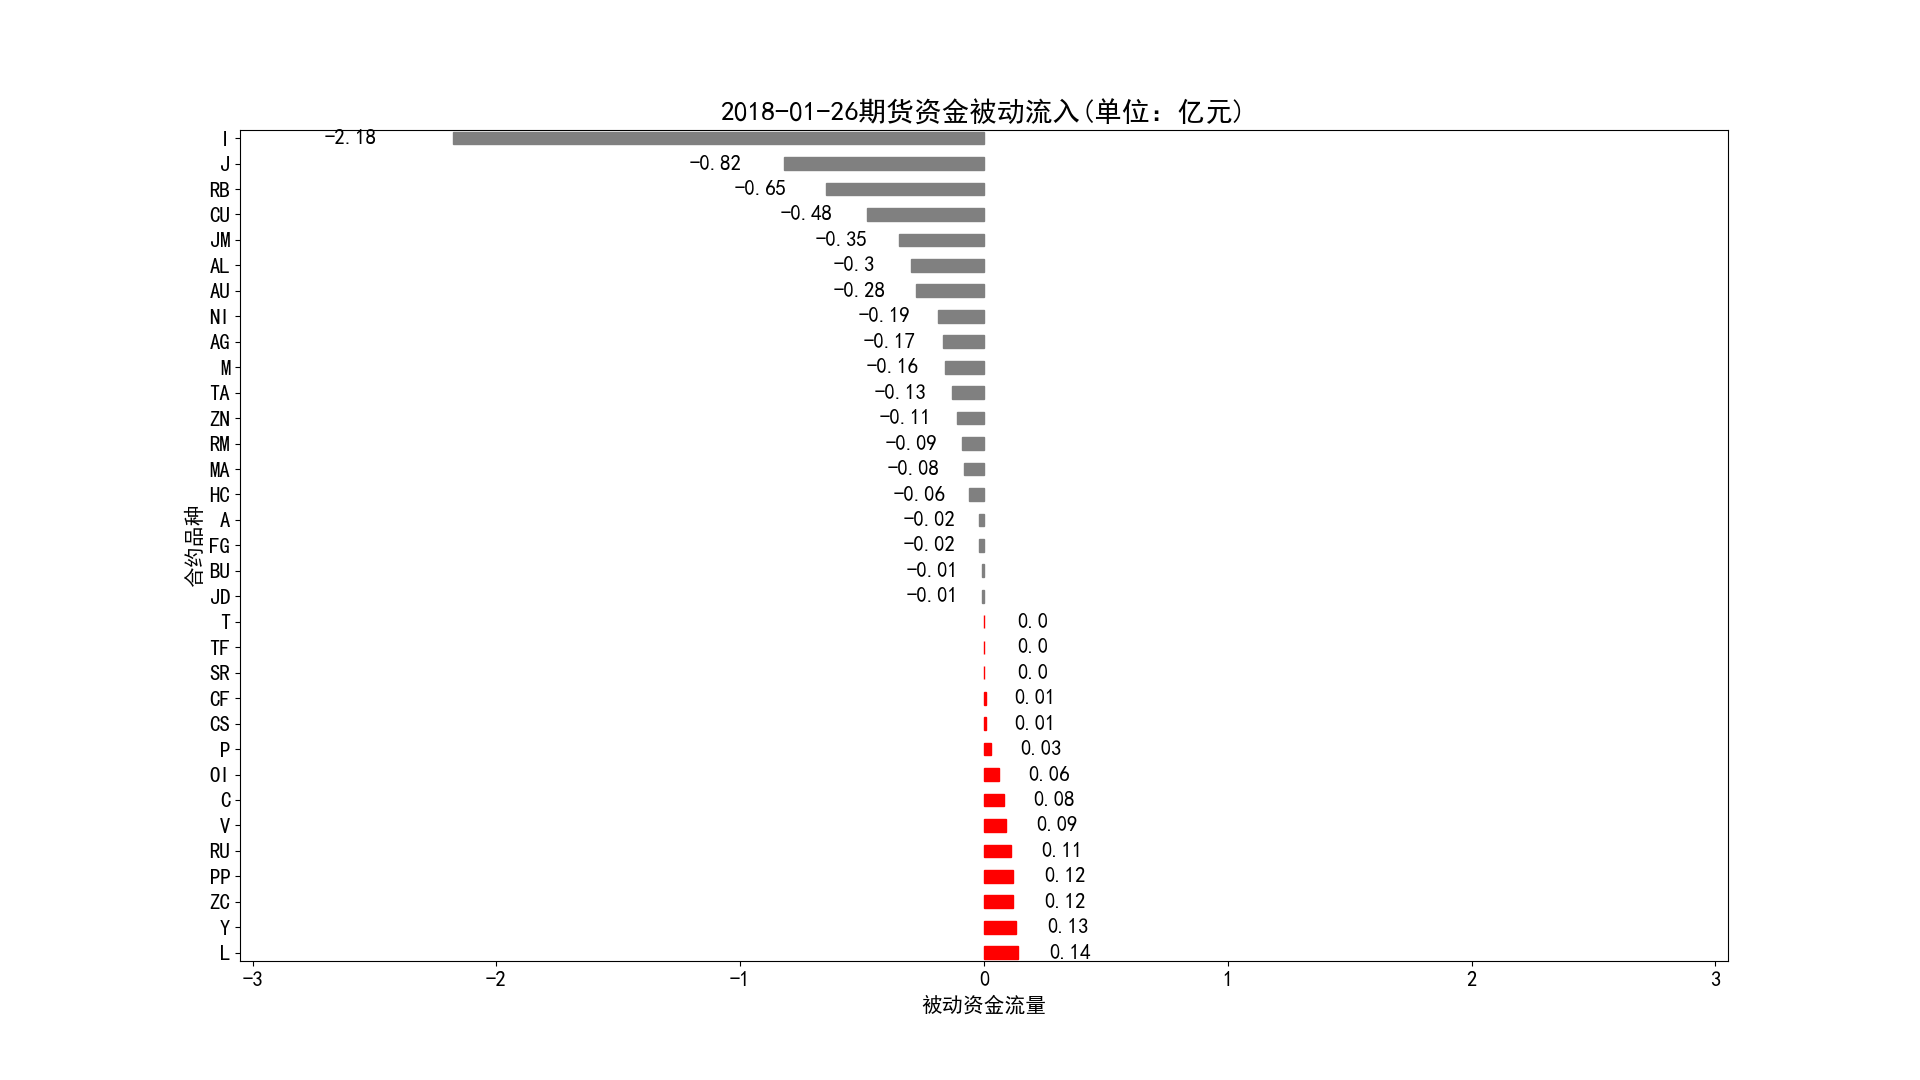 2018-01-26期货资金被动流入(单位：亿元)
I -2.18
J -0.82
RB -0.65
CU -0.48
JM -0.35
AL -0.3
AU -0.28
NI -0.19
AG -0.17
M -0.16
TA -0.13
ZN -0.11
RM -0.09
MA -0.08
HC -0.06
A -0.02
FG -0.02
BU -0.01
JD -0.01
T 0.0
TF 0.0
SR 0.0
CF 0.01
CS 0.01
P 0.03
OI 0.06
C 0.08
V 0.09
RU 0.11
PP 0.12
ZC 0.12
Y 0.13
L 0.14
合约品种
-3 -2 -1 0 1 2 3
被动资金流量